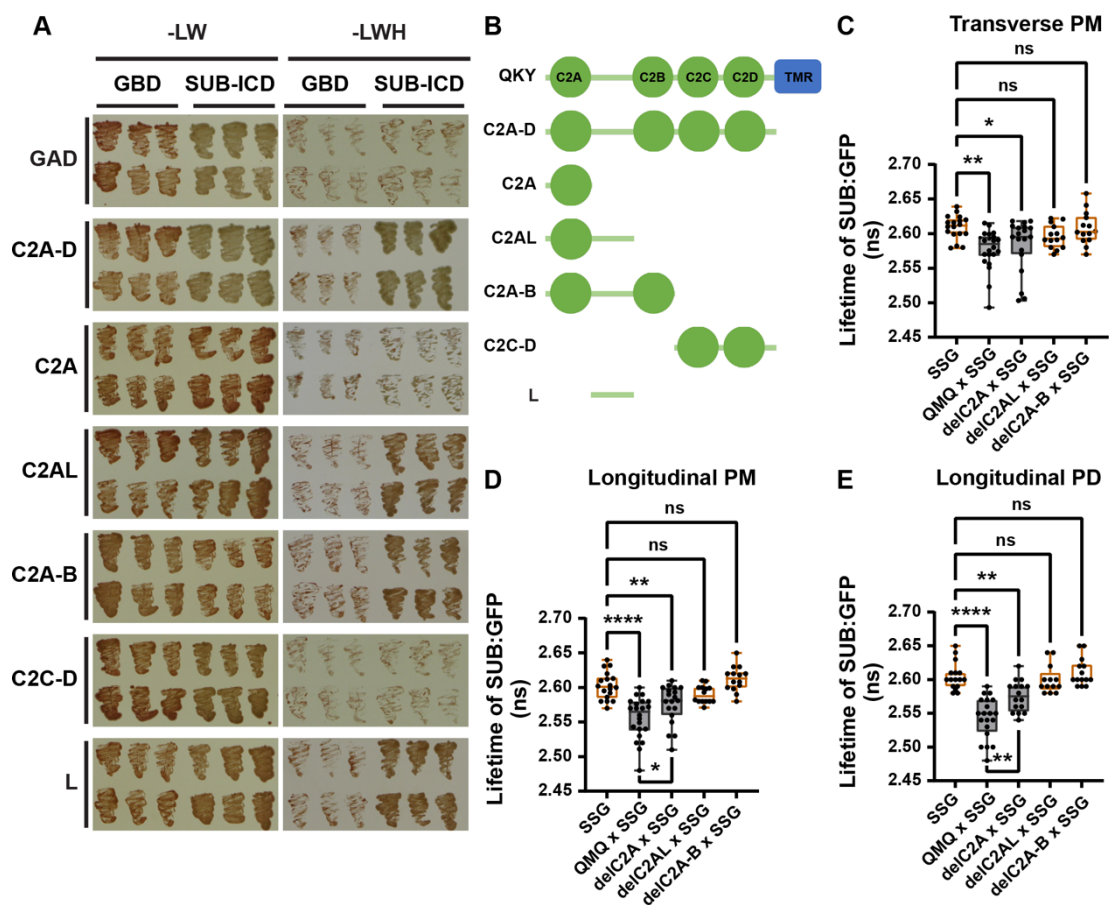 A
-LW
-LWH
GBD
SUB-ICD
GBD
SUB-ICD
GAD
C2A-D
C2A
C2AL
C2A-B
C2C-D
L
B
QKY
C2A
C2B
C2C
C2D
TMR
C2A-D
C2A
C2AL
C2A-B
C2C-D
L
C
Transverse PM
ns
ns
*
**
2.70
2.65
2.60
2.55
2.50
2.45
Lifetime of SUB:GFP
(ns)
SSG
QMQ x SSG
delC2A x SSG
delC2AL x SSG
delC2A-B x SSG
D
Longitudinal PM
ns
ns
**
****
*
2.70
2.65
2.60
2.55
2.50
2.45
Lifetime of SUB:GFP
(ns)
SSG
QMQ x SSG
delC2A x SSG
delC2AL x SSG
delC2A-B x SSG
E
Longitudinal PD
ns
ns
**
****
**
2.70
2.65
2.60
2.55
2.50
2.45
Lifetime of SUB:GFP
(ns)
SSG
QMQ x SSG
delC2A x SSG
delC2AL x SSG
delC2A-B x SSG